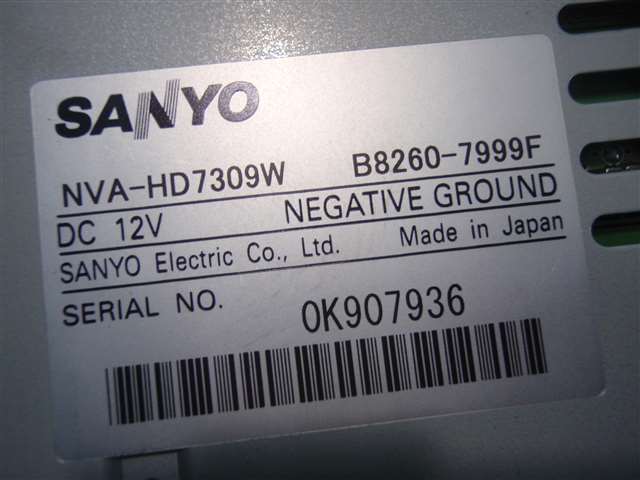 SANYO
NVA-HD7309W B8260-7999F
DC 12V NEGATIVE GROUND
SANYO Electric Co., Ltd. Made in Japan
SERIAL NO. 0K907936